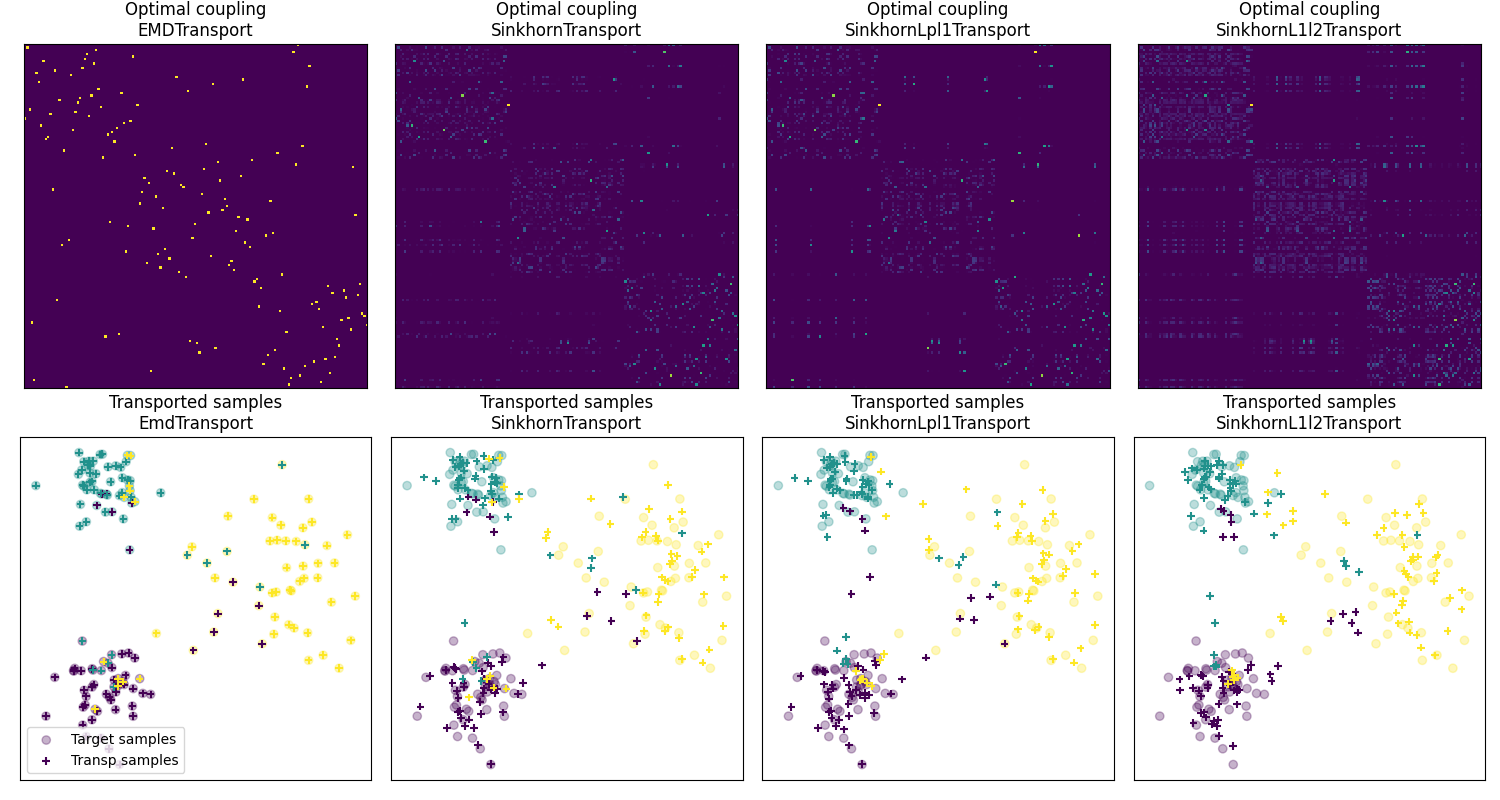 Optimal coupling
EMDTransport
Optimal coupling
SinkhornTransport
Optimal coupling
SinkhornLpl1Transport
Optimal coupling
SinkhornL1l2Transport
Transported samples
EmdTransport
Transported samples
SinkhornTransport
Transported samples
SinkhornLpl1Transport
Transported samples
SinkhornL1l2Transport
Target samples
Transp samples